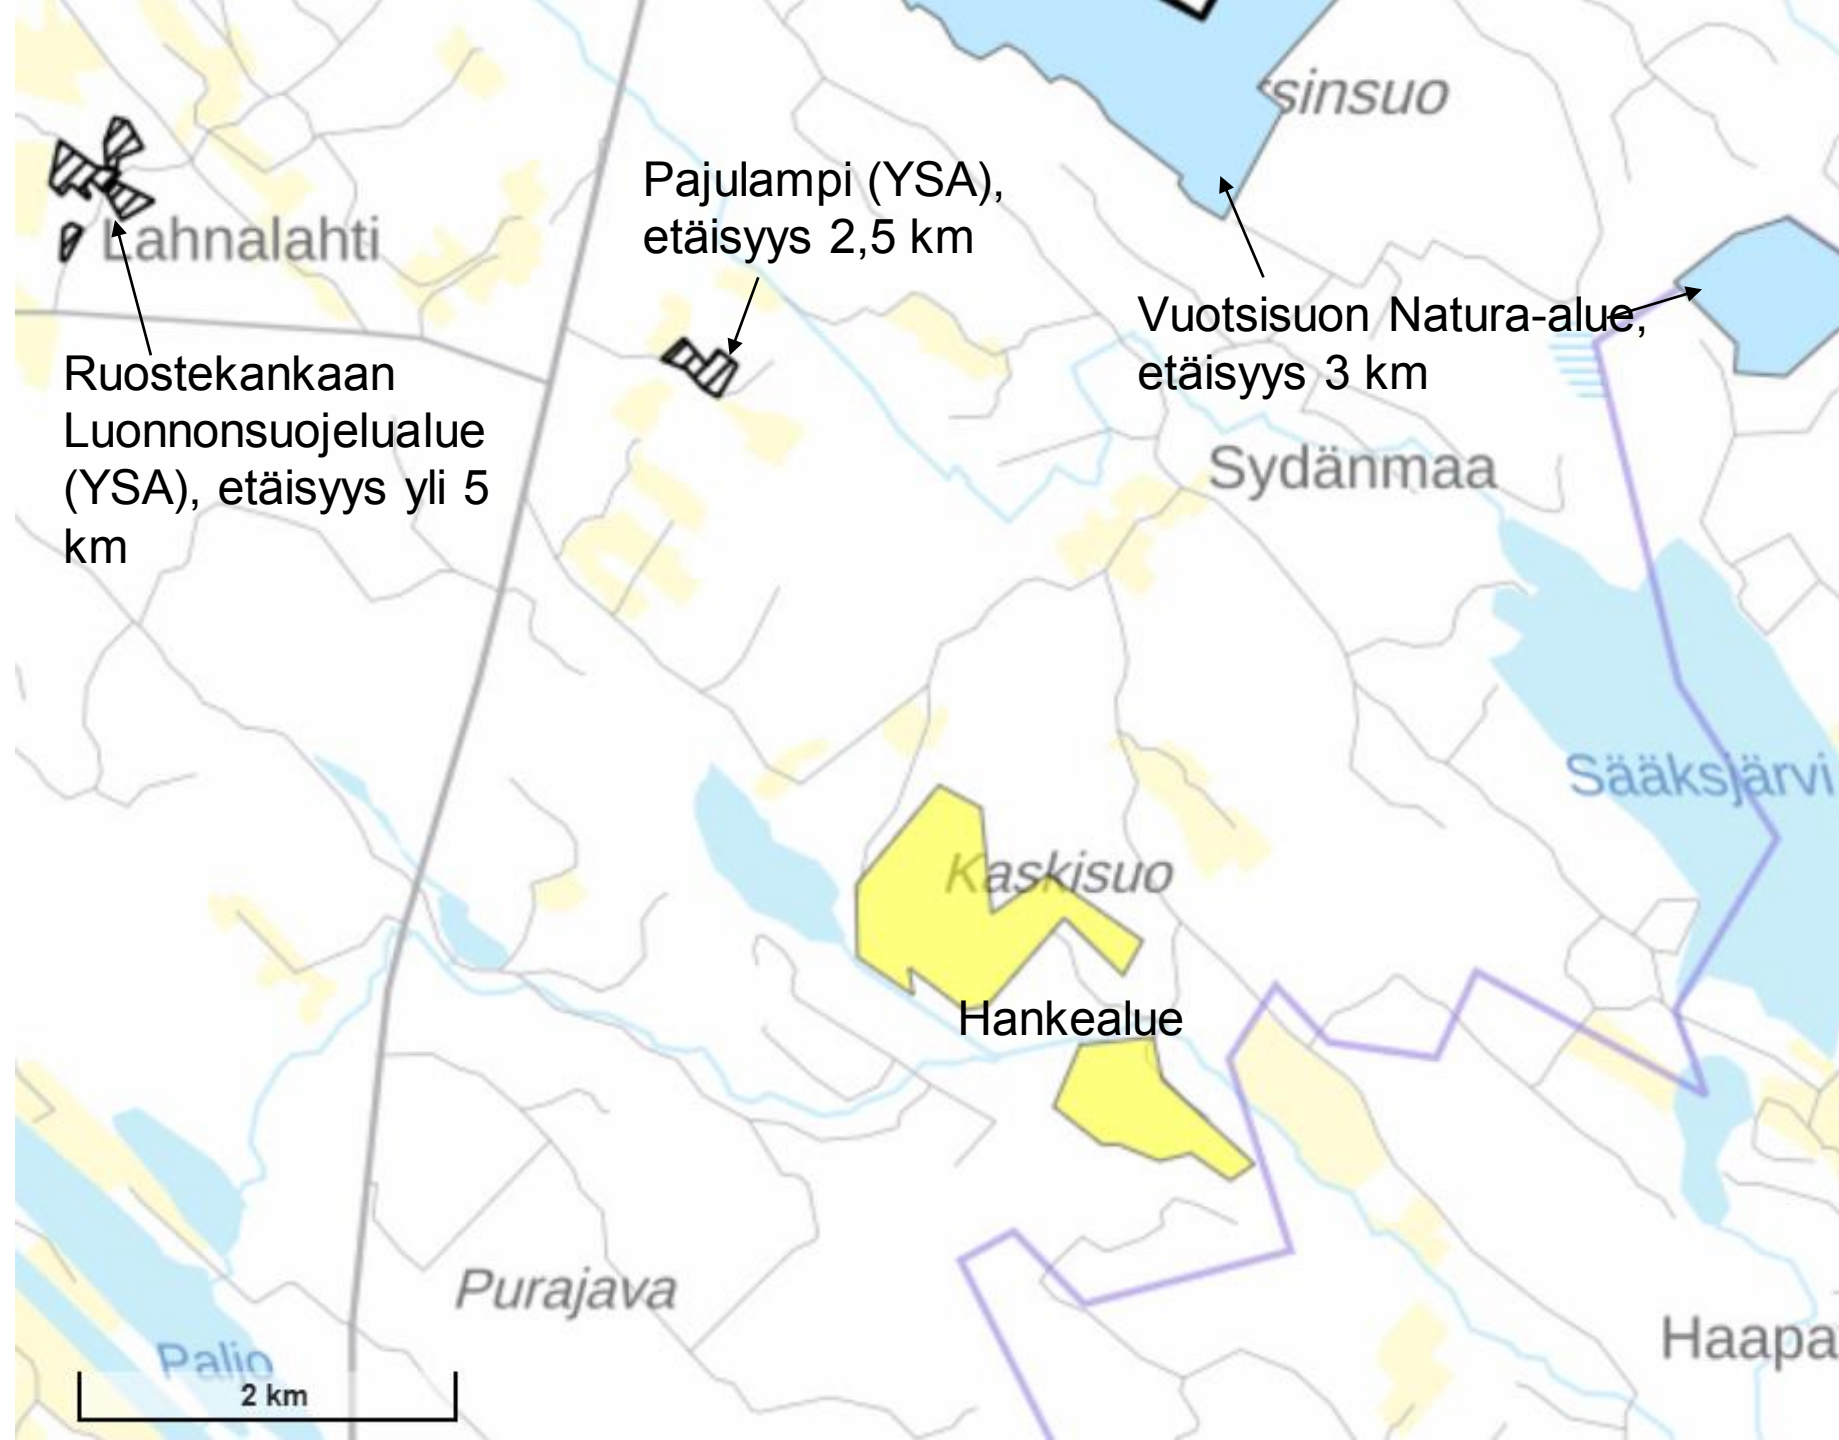 sinsuo
Pajulampi (YSA),
etäisyys 2,5 km
Lahnalahti
Vuotsisuon Natura-alue,
etäisyys 3 km
Ruostekankaan
Luonnonsuojelualue
(YSA), etäisyys yli 5
km
Sydänmaa
Sääksjärvi
Kaskisuo
Hankealue
Purajava
Haapa
Palio
2 km